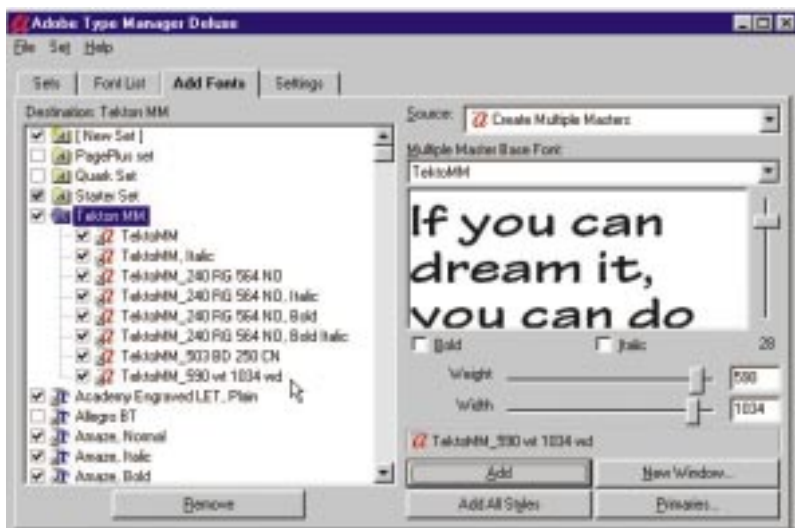 Adobe Type Manager Deluxe
File Set Help
Sets Font List Add Fonts Settings
Destination: Tekton MM
[ New Set ]
PagePlus set
Quark Set
Starter Set
Tekton MM
TektoMM
TektoMM, Italic
TektoMM_240 RG 564 NO
TektoMM_240 RG 564 NO, Italic
TektoMM_240 RG 564 NO, Bold
TektoMM_240 RG 564 NO, Bold Italic
TektoMM_503 BD 250 CN
TektoMM_590 wt 1034 wd
Academy Engraved LET, Plain
Allegro BT
Amaze, Normal
Amaze, Italic
Amaze, Bold
Remove
Source: Create Multiple Masters
Multiple Master Base Font:
TektoMM
If you can
dream it,
you can do
Bold Italic 28
Weight 590
Width 1034
TektoMM_590 wt 1034 wd
Add New Window...
Add All Styles Primaries...